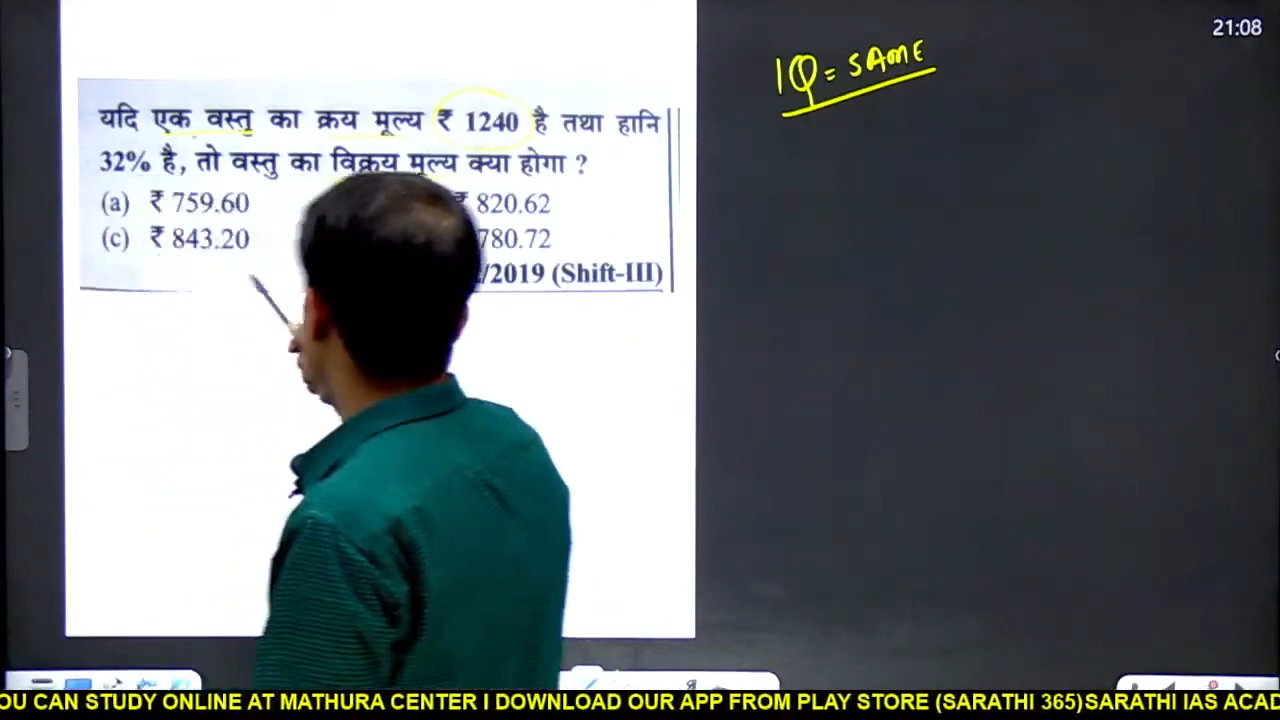 21:08
1Q = SAME
यदि एक वस्तु का क्रय मूल्य ₹ 1240 है तथा हानि
32% है, तो वस्तु का विक्रय मूल्य क्या होगा ?
(a) ₹ 759.60 ₹ 820.62
(c) ₹ 843.20 780.72
/2019 (Shift-III)
OU CAN STUDY ONLINE AT MATHURA CENTER I DOWNLOAD OUR APP FROM PLAY STORE (SARATHI 365)SARATHI IAS ACAD